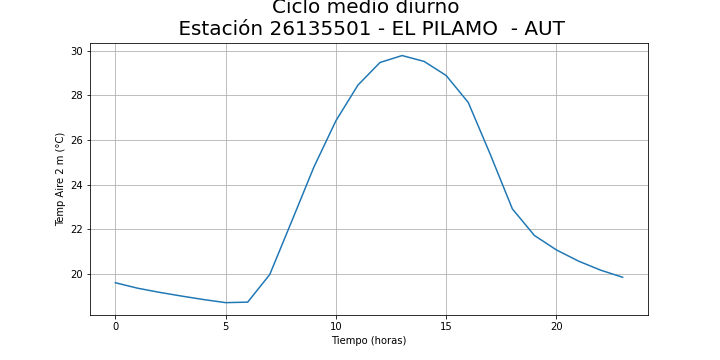 Ciclo medio diurno
Estación 26135501 - EL PILAMO - AUT
30
28
26
24
22
20
Temp Aire 2 m (°C)
0 5 10 15 20
Tiempo (horas)